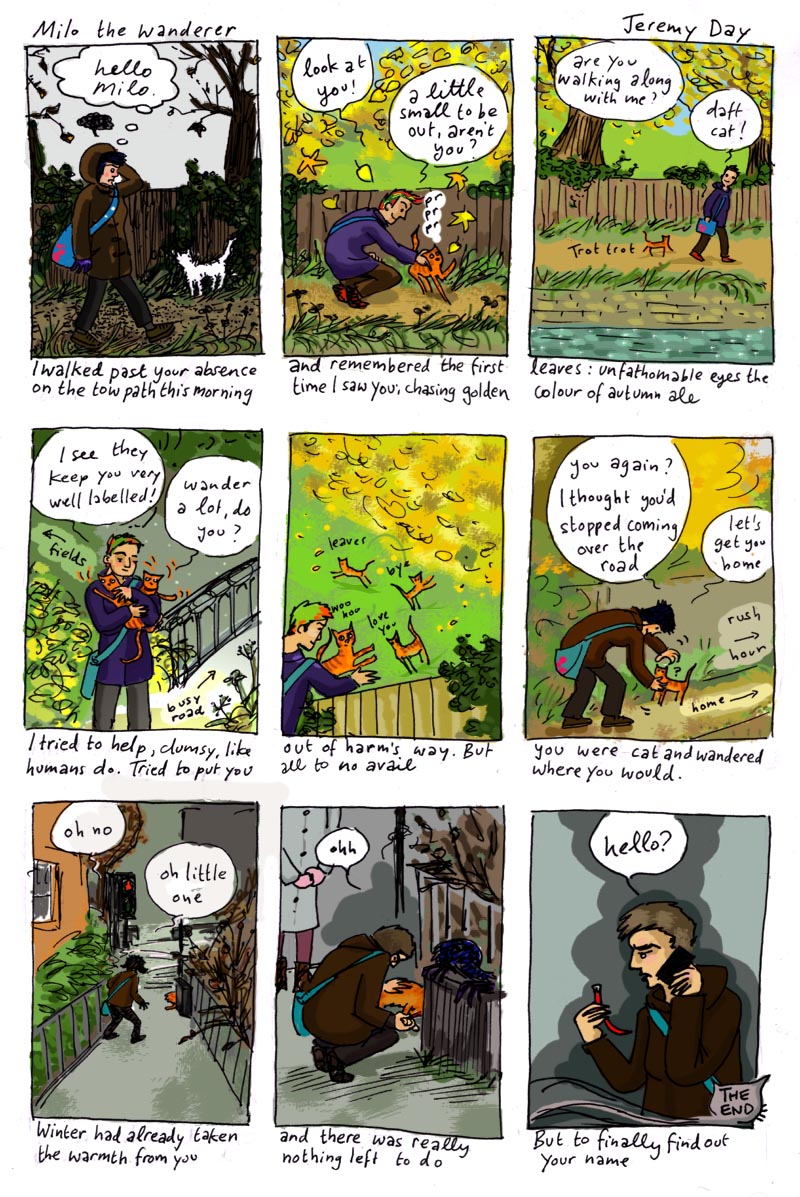 Milo the wanderer
Jeremy Day
hello
Milo.
I walked past your absence
on the tow path this morning
look at
you!
a little
small to be
out, aren't
you?
pr
pr
pr
and remembered the first
time I saw you; chasing golden
are you
walking along
with me?
daft
cat!
Trot trot
leaves: unfathomable eyes the
colour of autumn ale
I see they
keep you very
well labelled!
wander
a lot, do
you?
fields
busy
road
I tried to help, clumsy, like
humans do. Tried to put you
leaves
bye
woo
hoo
love
you
out of harm's way. But
all to no avail
you again?
I thought you'd
stopped coming
over the
road
let's
get you
home
?
rush
hour
home
you were cat and wandered
where you would.
oh no
oh little
one
Winter had already taken
the warmth from you
ohh
and there was really
nothing left to do
hello?
THE
END
But to finally find out
your name